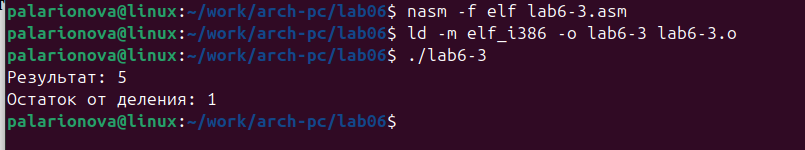 palarionova@linux:~/work/arch-pc/lab06$ nasm -f elf lab6-3.asm
palarionova@linux:~/work/arch-pc/lab06$ ld -m elf_i386 -o lab6-3 lab6-3.o
palarionova@linux:~/work/arch-pc/lab06$ ./lab6-3
Результат: 5
Остаток от деления: 1
palarionova@linux:~/work/arch-pc/lab06$